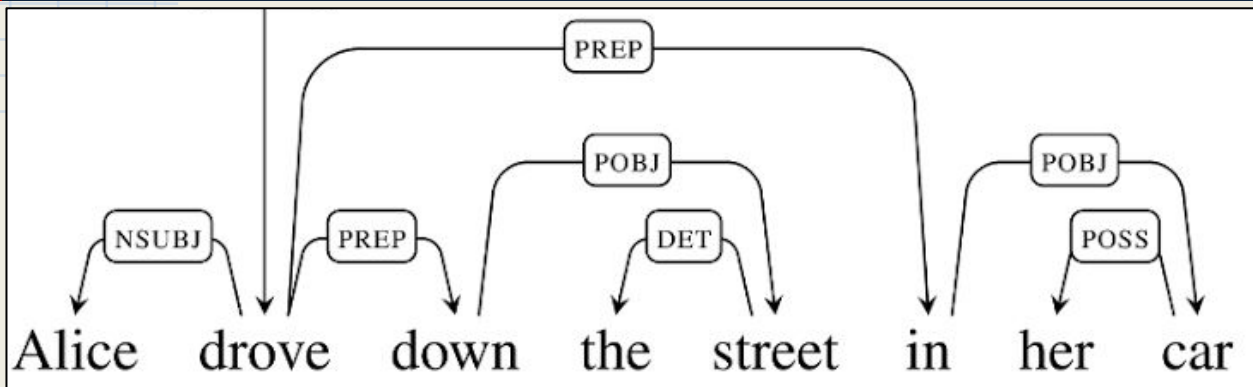 PREP
POBJ POBJ
NSUBJ PREP DET POSS
Alice drove down the street in her car